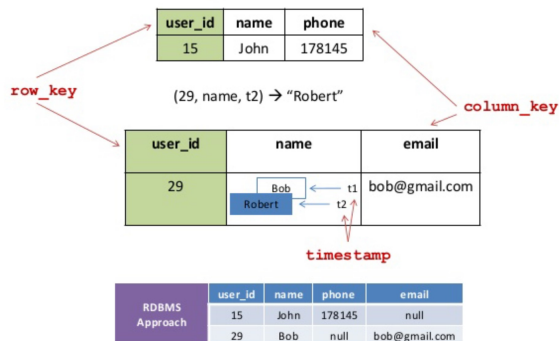 user_id name phone
15 John 178145
row_key
(29, name, t2) → “Robert”
column_key
user_id name email
29 Bob t1 bob@gmail.com
Robert t2
timestamp
RDBMS Approach
user_id name phone email
15 John 178145 null
29 Bob null bob@gmail.com